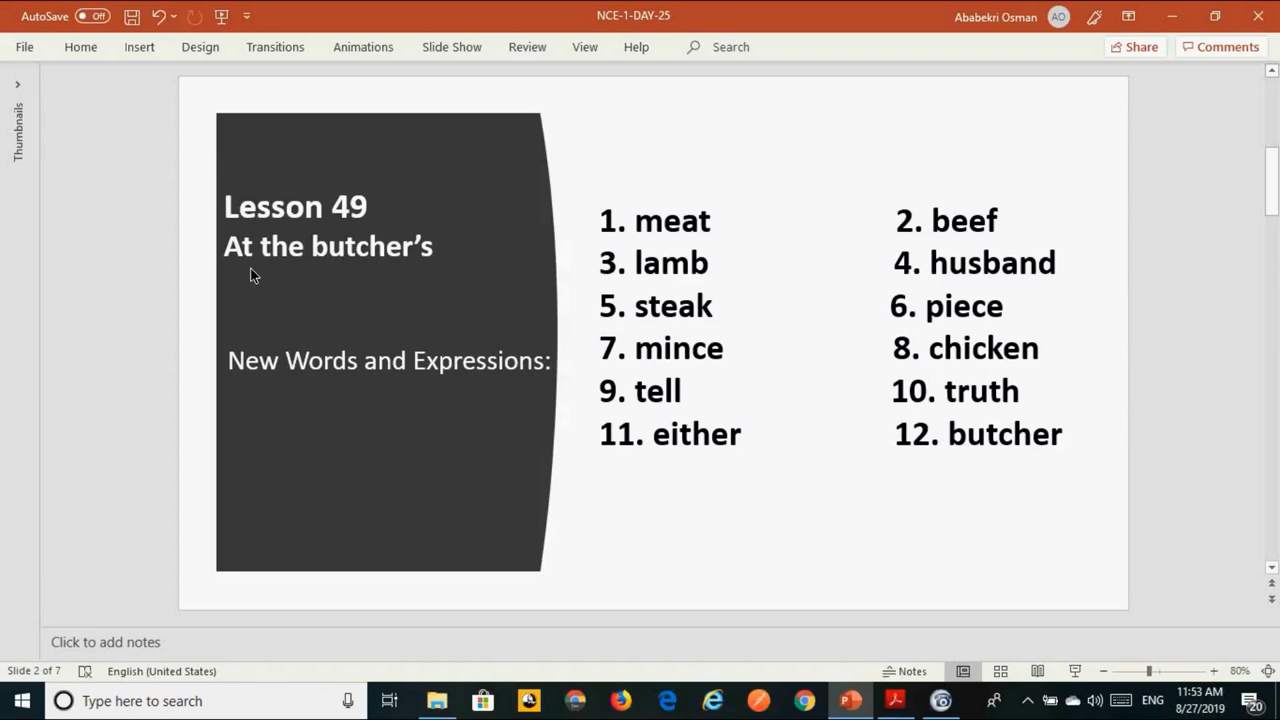 AutoSave Off
NCE-1-DAY-25
Ababekri Osman AO
File Home Insert Design Transitions Animations Slide Show Review View Help Search Share Comments
Thumbnails
Lesson 49
At the butcher’s
New Words and Expressions:
1. meat 2. beef
3. lamb 4. husband
5. steak 6. piece
7. mince 8. chicken
9. tell 10. truth
11. either 12. butcher
Click to add notes
Slide 2 of 7 English (United States) Notes 80%
Type here to search ENG 11:53 AM
8/27/2019 20